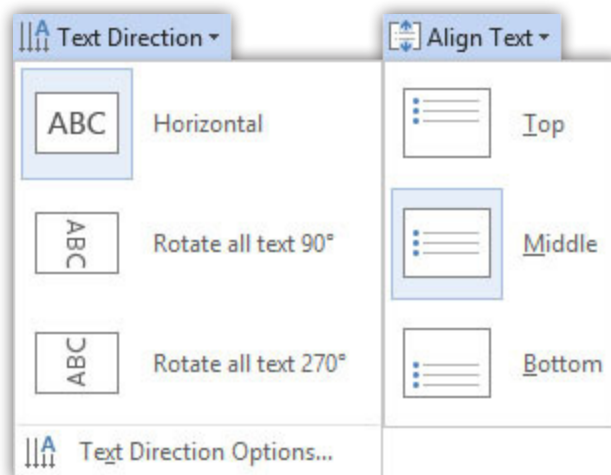 Text Direction
ABC Horizontal
ABC Rotate all text 90°
ABC Rotate all text 270°
A Text Direction Options...
Align Text
Top
Middle
Bottom